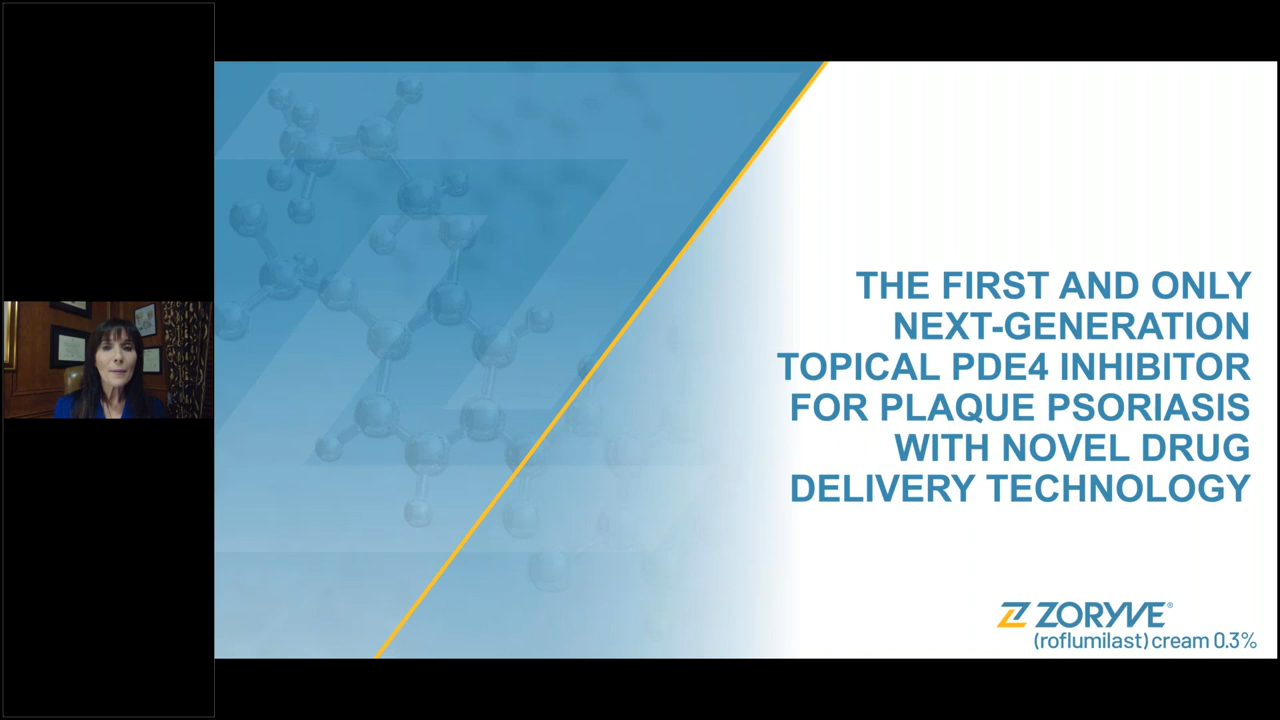 THE FIRST AND ONLY
NEXT-GENERATION
TOPICAL PDE4 INHIBITOR
FOR PLAQUE PSORIASIS
WITH NOVEL DRUG
DELIVERY TECHNOLOGY
ZORYVE®
(roflumilast) cream 0.3%